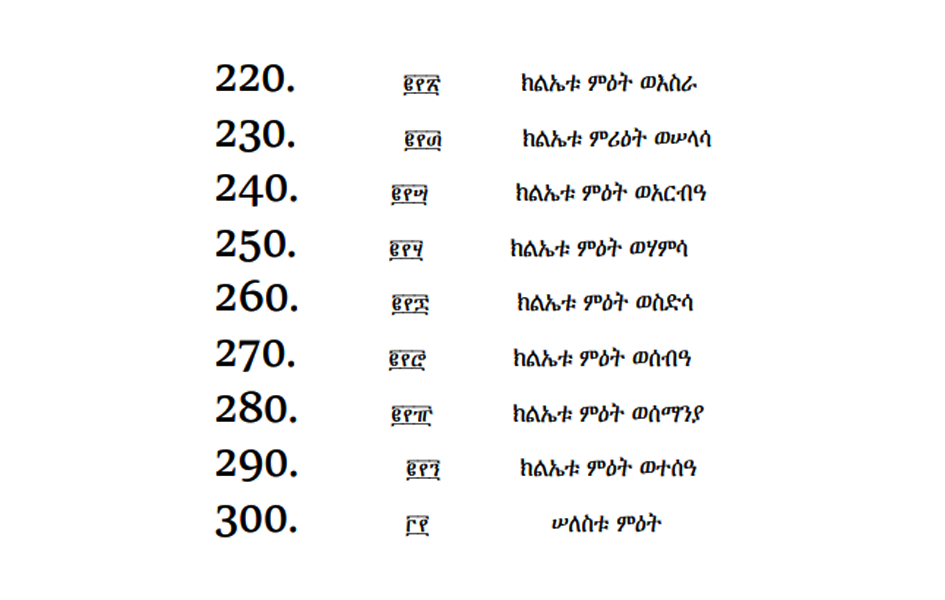 220. ፪፻፳ ክልኤቱ ምዕት ወእስራ
230. ፪፻፴ ክልኤቱ ምሪዕት ወሠላሳ
240. ፪፻፵ ክልኤቱ ምዕት ወአርብዓ
250. ፪፻፶ ክልኤቱ ምዕት ወሃምሳ
260. ፪፻፷ ክልኤቱ ምዕት ወስድሳ
270. ፪፻፸ ክልኤቱ ምዕት ወሰብዓ
280. ፪፻፹ ክልኤቱ ምዕት ወሰማንያ
290. ፪፻፺ ክልኤቱ ምዕት ወተሰዓ
300. ፫፻ ሠለስቱ ምዕት